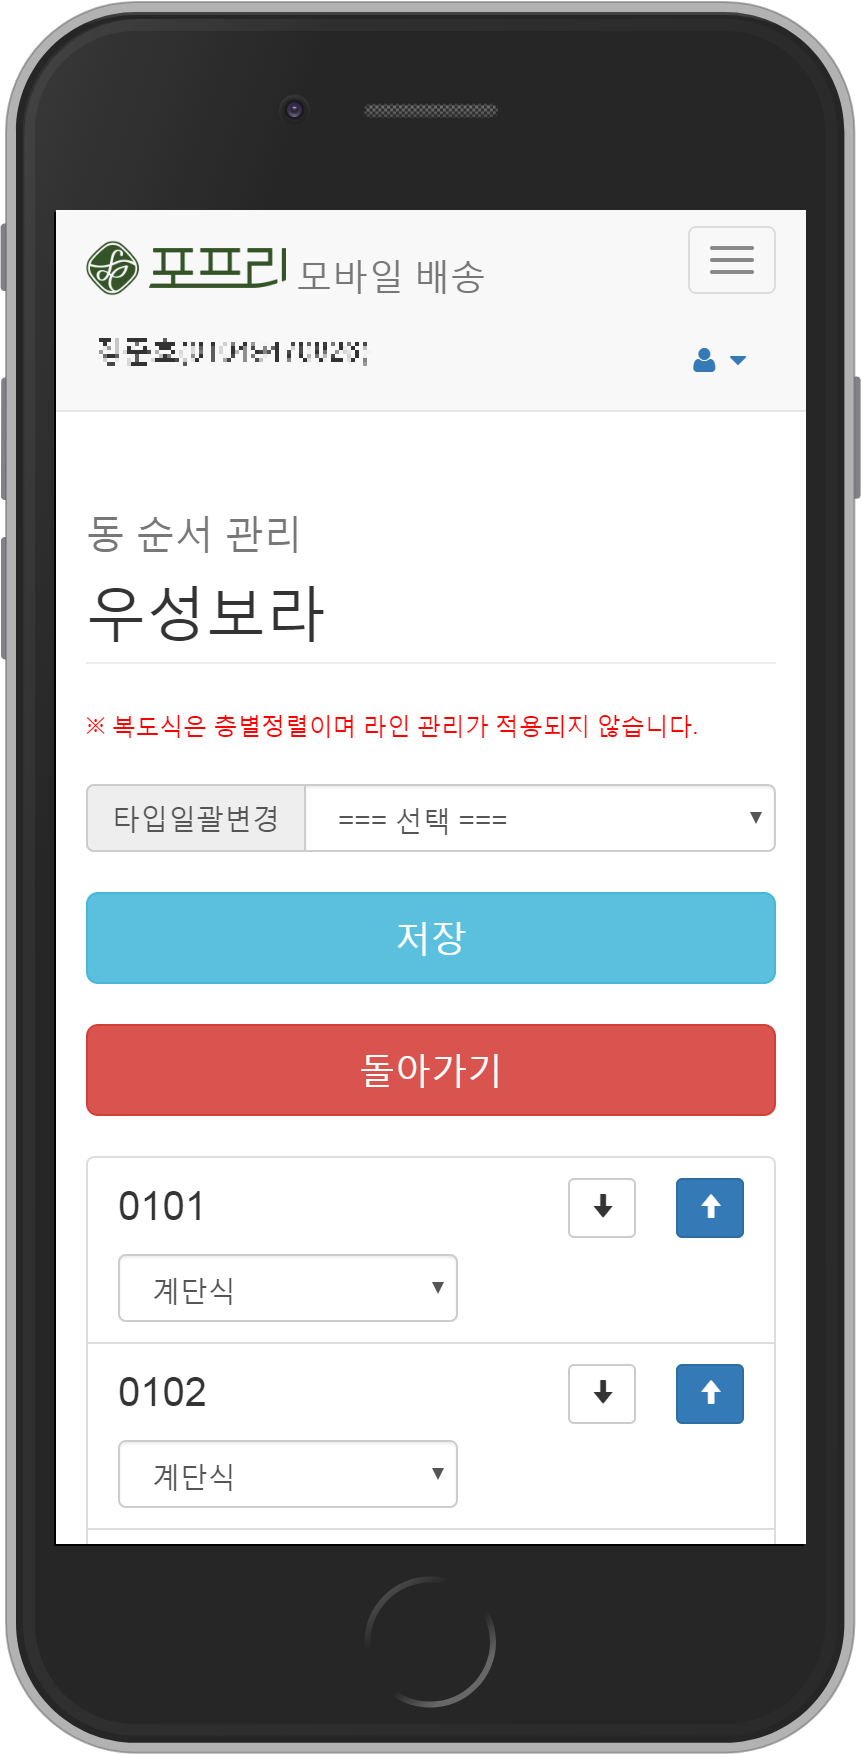 포프리 모바일 배송
동 순서 관리
우성보라
※ 복도식은 층별정렬이며 라인 관리가 적용되지 않습니다.
타입일괄변경 === 선택 ===
저장
돌아가기
0101
계단식
0102
계단식